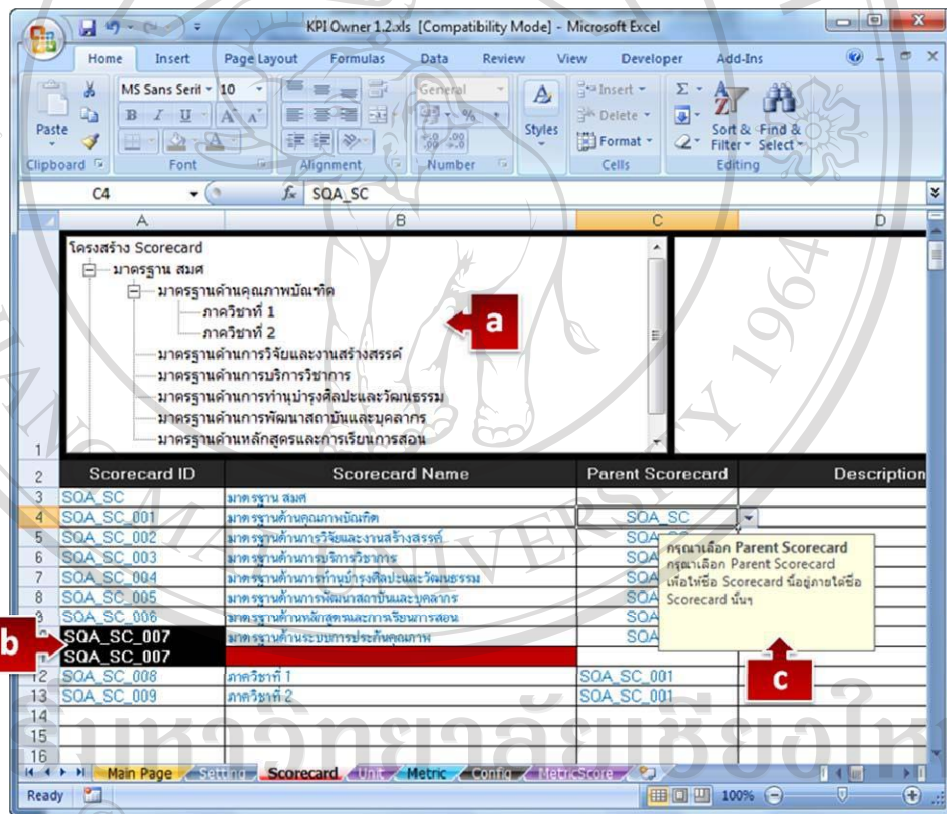 KPI Owner 1.2.xls [Compatibility Mode] - Microsoft Excel
Home Insert Page Layout Formulas Data Review View Developer Add-Ins
MS Sans Serif 10 General Insert Σ
B I U A A % , Delete
Paste Styles Format Sort & Filter Find & Select
Clipboard Font Alignment Number Cells Editing
C4 fx SQA_SC
A B C D
โครงสร้าง Scorecard
มาตรฐาน สมศ
มาตรฐานด้านคุณภาพบัณฑิต
ภาควิชาที่ 1
ภาควิชาที่ 2
มาตรฐานด้านการวิจัยและงานสร้างสรรค์
มาตรฐานด้านการบริการวิชาการ
มาตรฐานด้านการทำนุบำรุงศิลปะและวัฒนธรรม
มาตรฐานด้านการพัฒนาสถาบันและบุคลากร
มาตรฐานด้านหลักสูตรและการเรียนการสอน
a
1
2 Scorecard ID Scorecard Name Parent Scorecard Description
3 SQA_SC มาตรฐาน สมศ
4 SQA_SC_001 มาตรฐานด้านคุณภาพบัณฑิต SQA_SC
5 SQA_SC_002 มาตรฐานด้านการวิจัยและงานสร้างสรรค์ SQA
6 SQA_SC_003 มาตรฐานด้านการบริการวิชาการ SQA
7 SQA_SC_004 มาตรฐานด้านการทำนุบำรุงศิลปะและวัฒนธรรม SQA
8 SQA_SC_005 มาตรฐานด้านการพัฒนาสถาบันและบุคลากร SQA
9 SQA_SC_006 มาตรฐานด้านหลักสูตรและการเรียนการสอน SQA
SQA_SC_007 มาตรฐานด้านระบบการประกันคุณภาพ SQA
SQA_SC_007
12 SQA_SC_008 ภาควิชาที่ 1 SQA_SC_001
13 SQA_SC_009 ภาควิชาที่ 2 SQA_SC_001
14
15
16
กรุณาเลือก Parent Scorecard
กรุณาเลือก Parent Scorecard
เพื่อให้ชื่อ Scorecard นี้อยู่ภายใต้ชื่อ
Scorecard นั้นๆ
b
c
Main Page Setting Scorecard Unit Metric Config MetricScore
Ready 100%
UNIVERSITY 1964